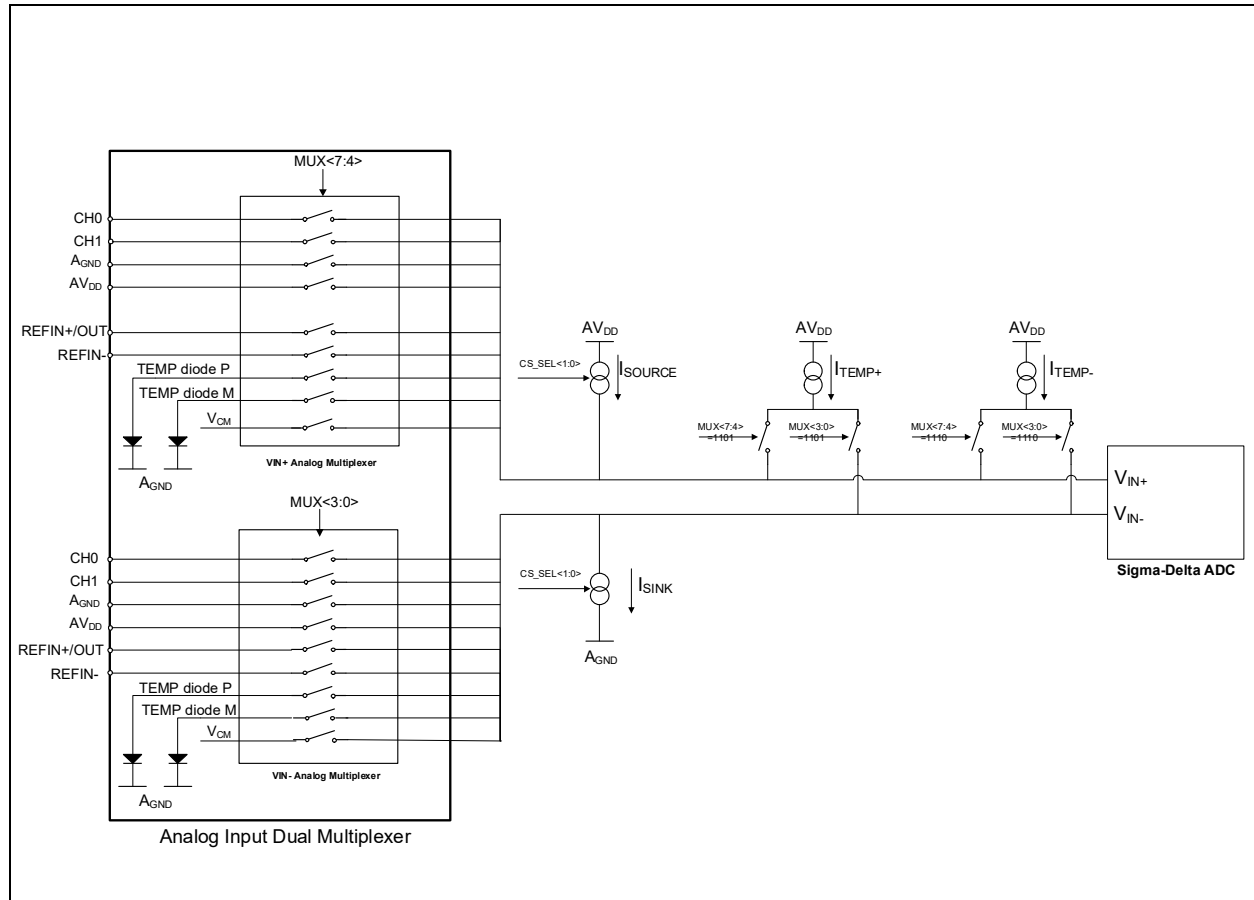 MUX<7:4>
CH0
CH1
AGND
AVDD
REFIN+/OUT
REFIN-
TEMP diode P
TEMP diode M
VCM
AGND
VIN+ Analog Multiplexer
MUX<3:0>
CH0
CH1
AGND
AVDD
REFIN+/OUT
REFIN-
TEMP diode P
TEMP diode M
VCM
AGND
VIN- Analog Multiplexer
Analog Input Dual Multiplexer
AVDD
CS_SEL<1:0>
ISOURCE
AVDD
ITEMP+
MUX<7:4>
=1101
MUX<3:0>
=1101
AVDD
ITEMP-
MUX<7:4>
=1110
MUX<3:0>
=1110
CS_SEL<1:0>
ISINK
AGND
VIN+
VIN-
Sigma-Delta ADC